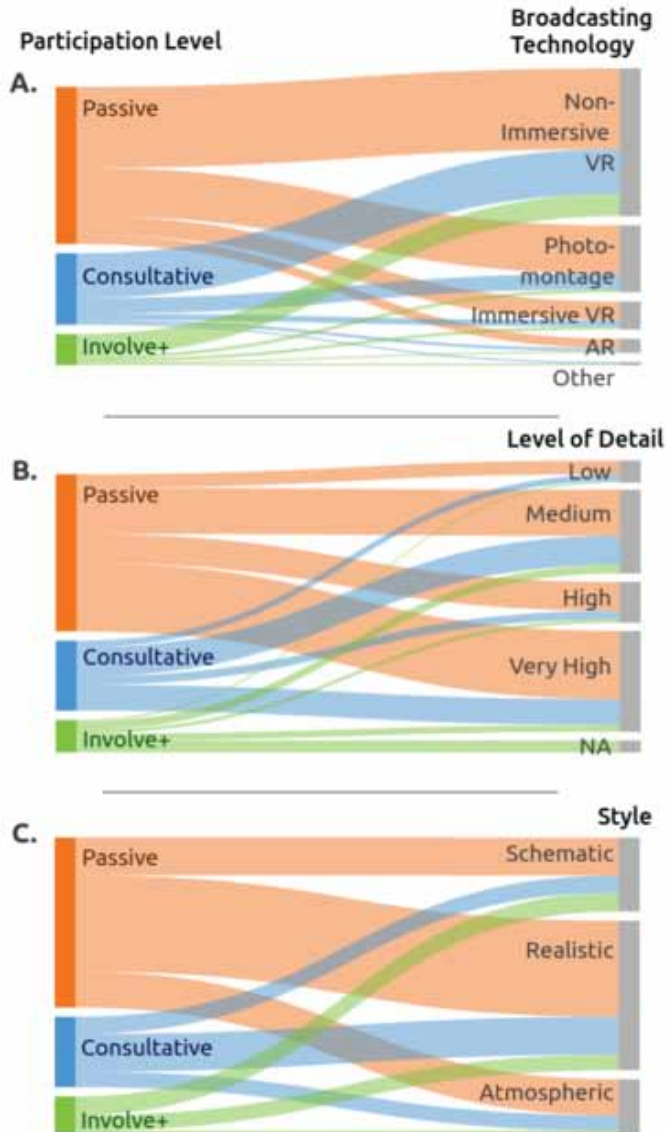 Participation Level
Broadcasting
Technology
A.
Passive
Consultative
Involve+
Non-
Immersive
VR
Photo-
montage
Immersive VR
AR
Other
Level of Detail
B.
Passive
Consultative
Involve+
Low
Medium
High
Very High
NA
Style
C.
Passive
Consultative
Involve+
Schematic
Realistic
Atmospheric